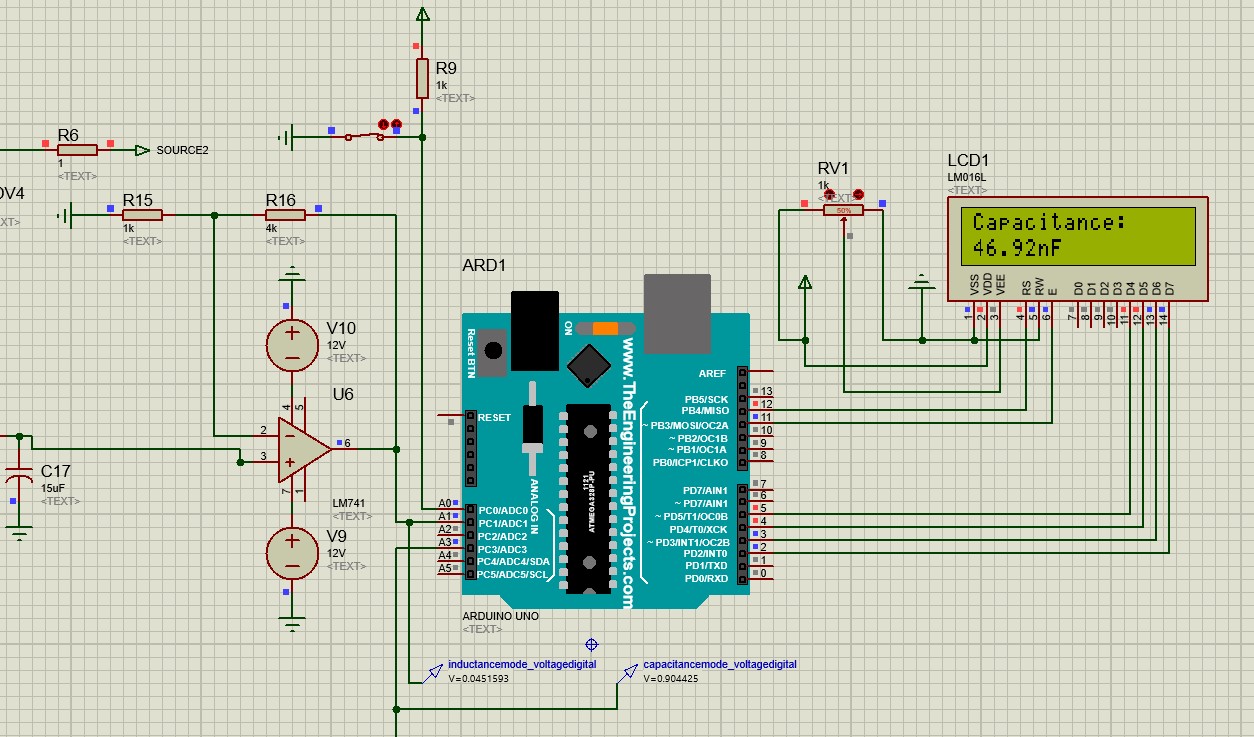 R9
1k
<TEXT>
R6
1
<TEXT>
SOURCE2
R15
1k
<TEXT>
R16
4k
<TEXT>
V10
12V
<TEXT>
U6
4
5
2
3
6
7
1
LM741
<TEXT>
C17
15uF
<TEXT>
V9
12V
<TEXT>
RV1
1k
<TEXT>
50%
LCD1
LM016L
<TEXT>
Capacitance:
46.92nF
VSS
VDD
VEE
RS
RW
E
D0
D1
D2
D3
D4
D5
D6
D7
1
2
3
4
5
6
7
8
9
10
11
12
13
14
ARD1
Reset BTN
ON
www.TheEngineeringProjects.com
ANALOG IN
1121
ATMEGA328P-PU
RESET
A0 PC0/ADC0
A1 PC1/ADC1
A2 PC2/ADC2
A3 PC3/ADC3
A4 PC4/ADC4/SDA
A5 PC5/ADC5/SCL
AREF
PB5/SCK 13
PB4/MISO 12
~ PB3/MOSI/OC2A 11
~ PB2/OC1B 10
~ PB1/OC1A 9
PB0/ICP1/CLKO 8
PD7/AIN1 7
~ PD7/AIN1 6
~ PD5/T1/OC0B 5
PD4/T0/XCK 4
~ PD3/INT1/OC2B 3
PD2/INT0 2
PD1/TXD 1
PD0/RXD 0
ARDUINO UNO
<TEXT>
inductancemode_voltagedigital
V=0.0451593
capacitancemode_voltagedigital
V=0.904425